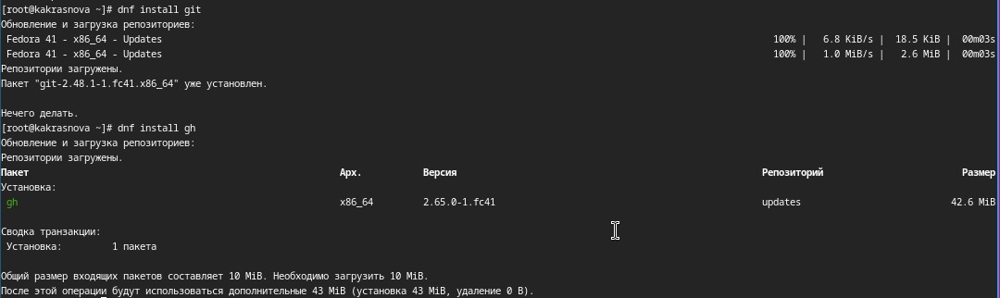 [root@kakrasnova ~]# dnf install git
Обновление и загрузка репозиториев:
Fedora 41 - x86_64 - Updates 100% | 6.8 KiB/s | 18.5 KiB | 00m03s
Fedora 41 - x86_64 - Updates 100% | 1.0 MiB/s | 2.6 MiB | 00m03s
Репозитории загружены.
Пакет "git-2.48.1-1.fc41.x86_64" уже установлен.
Нечего делать.
[root@kakrasnova ~]# dnf install gh
Обновление и загрузка репозиториев:
Репозитории загружены.
Пакет Арх. Версия Репозиторий Размер
Установка:
gh x86_64 2.65.0-1.fc41 updates 42.6 MiB
Сводка транзакции:
Установка: 1 пакета
Общий размер входящих пакетов составляет 10 MiB. Необходимо загрузить 10 MiB.
После этой операции будут использоваться дополнительные 43 MiB (установка 43 MiB, удаление 0 B).